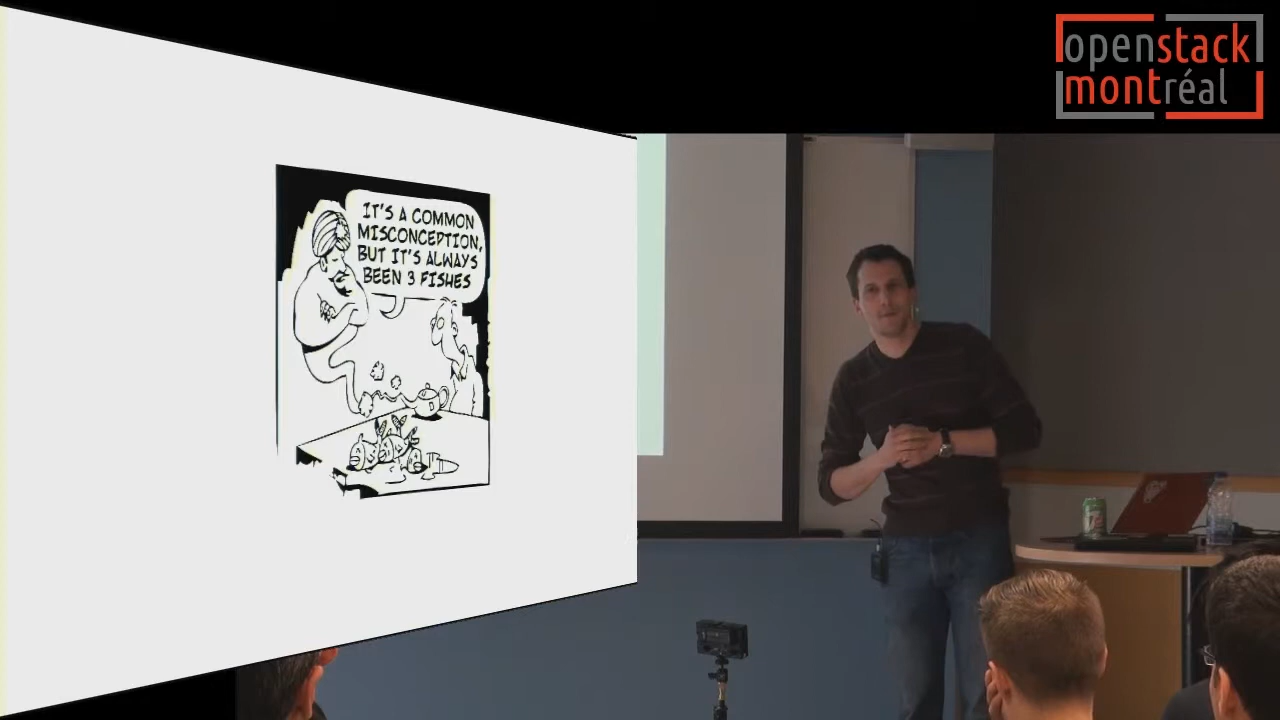 openstack
montréal
IT'S A COMMON
MISCONCEPTION,
BUT IT'S ALWAYS
BEEN 3 FISHES